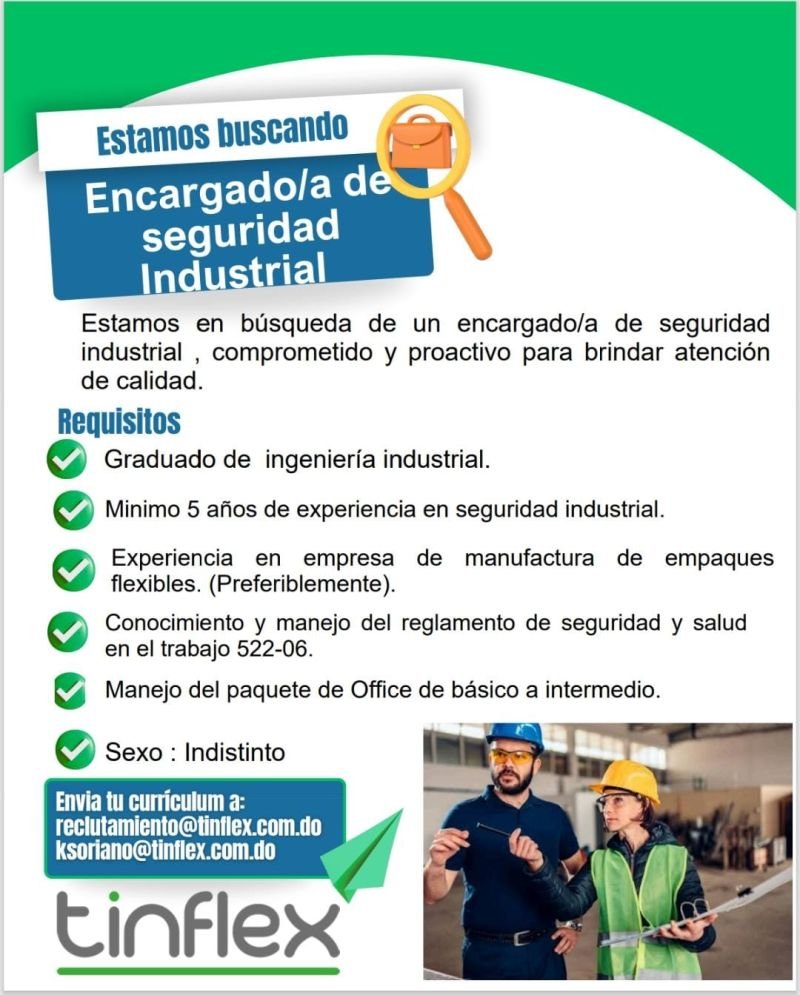 Estamos buscando
Encargado/a de
seguridad
Industrial
Estamos en búsqueda de un encargado/a de seguridad
industrial , comprometido y proactivo para brindar atención
de calidad.
Requisitos
Graduado de ingeniería industrial.
Minimo 5 años de experiencia en seguridad industrial.
Experiencia en empresa de manufactura de empaques
flexibles. (Preferiblemente).
Conocimiento y manejo del reglamento de seguridad y salud
en el trabajo 522-06.
Manejo del paquete de Office de básico a intermedio.
Sexo : Indistinto
Envia tu currículum a:
reclutamiento@tinflex.com.do
ksoriano@tinflex.com.do
tinflex